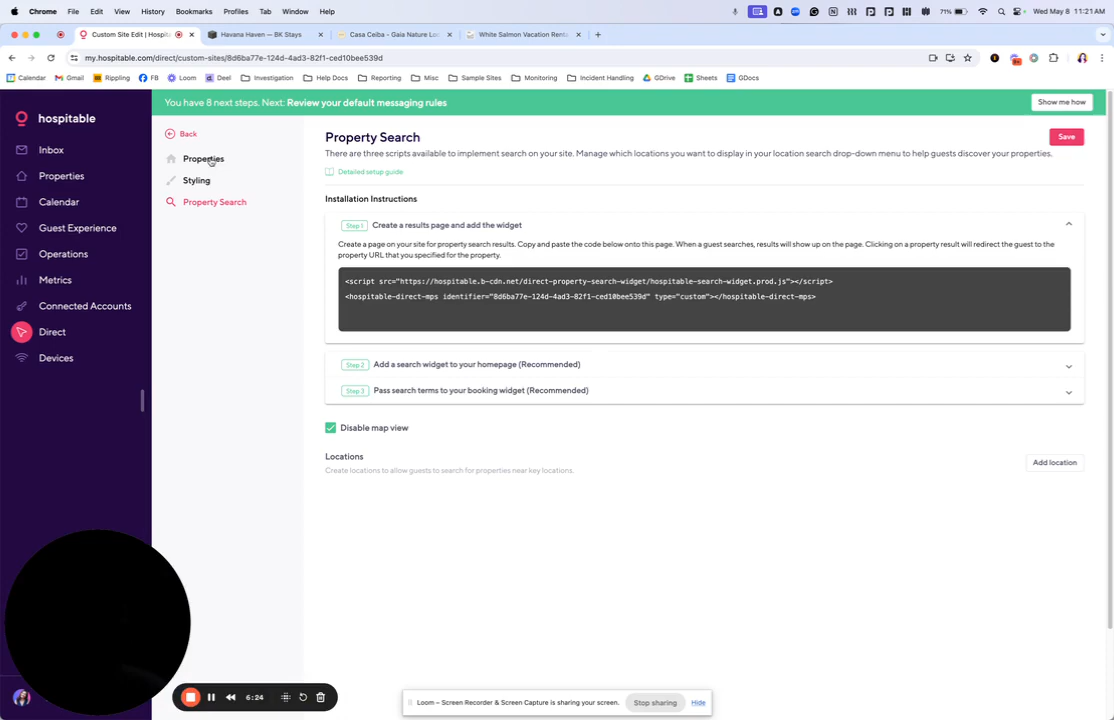 Chrome File Edit View History Bookmarks Profiles Tab Window Help 71% Wed May 8 11:21AM
Custom Site Edit | Hospita Havana Haven — BK Stays Casa Ceiba - Gaia Nature Lo White Salmon Vacation Renta
my.hospitable.com/direct/custom-sites/8d6ba77e-124d-4ad3-82f1-ced10bee539d
Calendar Gmail Rippling FB Loom Deel Investigation Help Docs Reporting Misc Sample Sites Monitoring Incident Handling GDrive Sheets GDocs
hospitable
Inbox
Properties
Calendar
Guest Experience
Operations
Metrics
Connected Accounts
Direct
Devices
You have 8 next steps. Next: Review your default messaging rules
Show me how
Back
Properties
Styling
Property Search
Property Search
Save
There are three scripts available to implement search on your site. Manage which locations you want to display in your location search drop-down menu to help guests discover your properties.
Detailed setup guide
Installation Instructions
Step 1 Create a results page and add the widget
Create a page on your site for property search results. Copy and paste the code below onto this page. When a guest searches, results will show up on the page. Clicking on a property result will redirect the guest to the
property URL that you specified for the property.
<script src="https://hospitable.b-cdn.net/direct-property-search-widget/hospitable-search-widget.prod.js"></script>
<hospitable-direct-mps identifier="8d6ba77e-124d-4ad3-82f1-ced10bee539d" type="custom"></hospitable-direct-mps>
Step 2 Add a search widget to your homepage (Recommended)
Step 3 Pass search terms to your booking widget (Recommended)
Disable map view
Locations
Create locations to allow guests to search for properties near key locations.
Add location
6:24
Loom – Screen Recorder & Screen Capture is sharing your screen. Stop sharing Hide